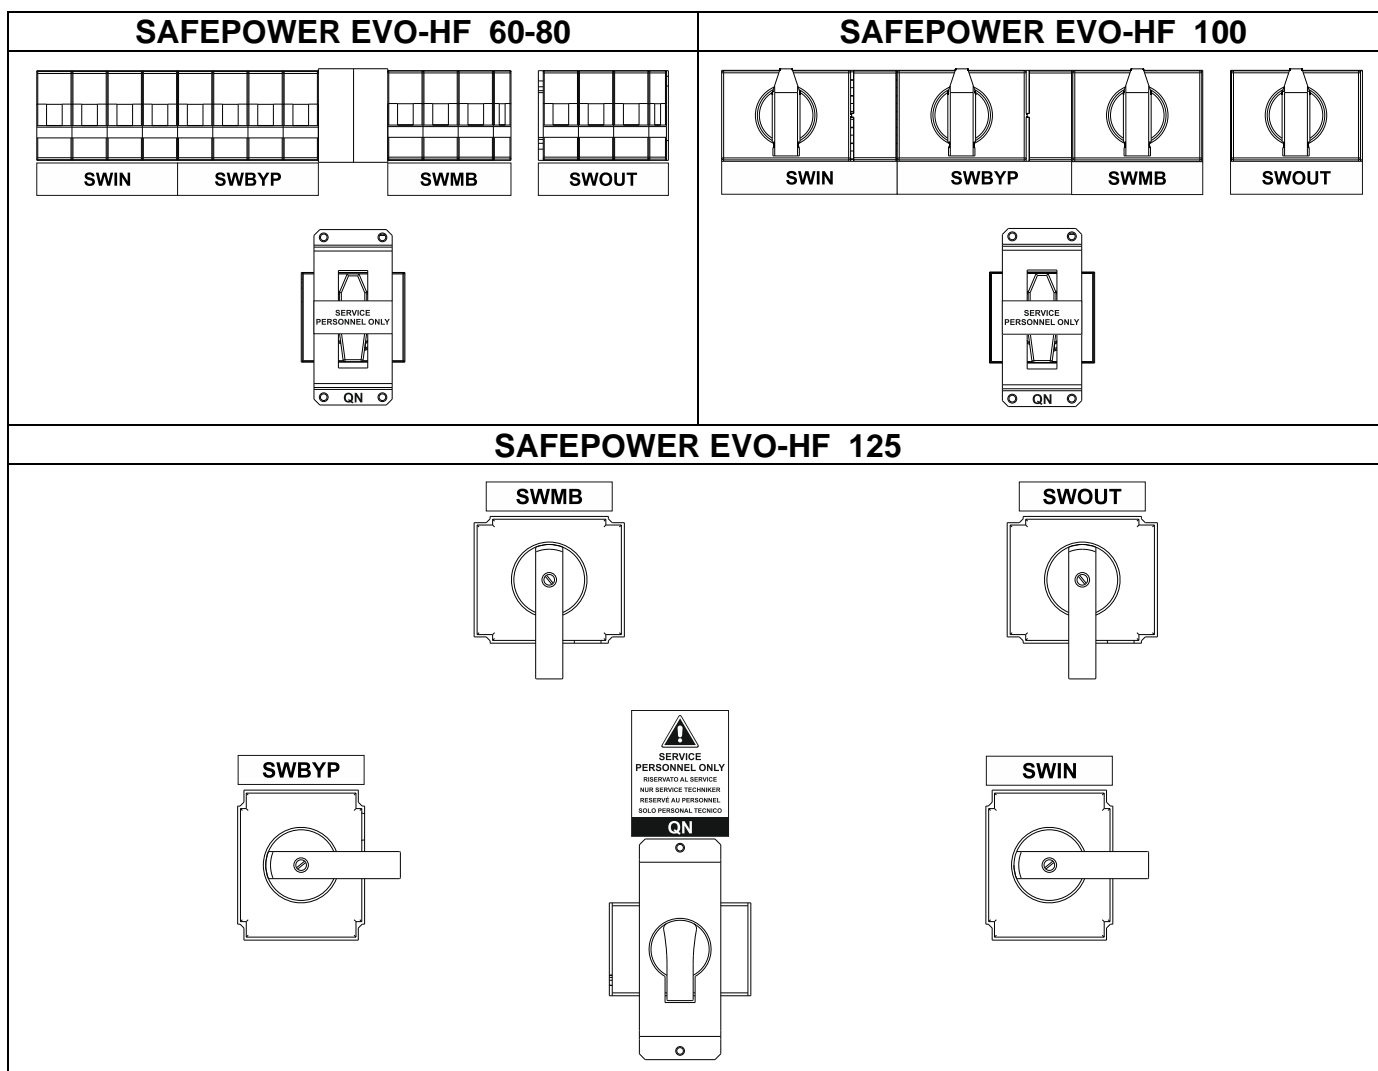 SAFEPOWER EVO-HF 60-80
SWIN
SWBYP
SWMB
SWOUT
SERVICE
PERSONNEL ONLY
QN
SAFEPOWER EVO-HF 100
SWIN
SWBYP
SWMB
SWOUT
SERVICE
PERSONNEL ONLY
QN
SAFEPOWER EVO-HF 125
SWMB
SWOUT
SWBYP
SERVICE
PERSONNEL ONLY
RISERVATO AL SERVICE
NUR SERVICE TECHNIKER
RESERVÉ AU PERSONNEL
SOLO PERSONAL TECNICO
QN
SWIN